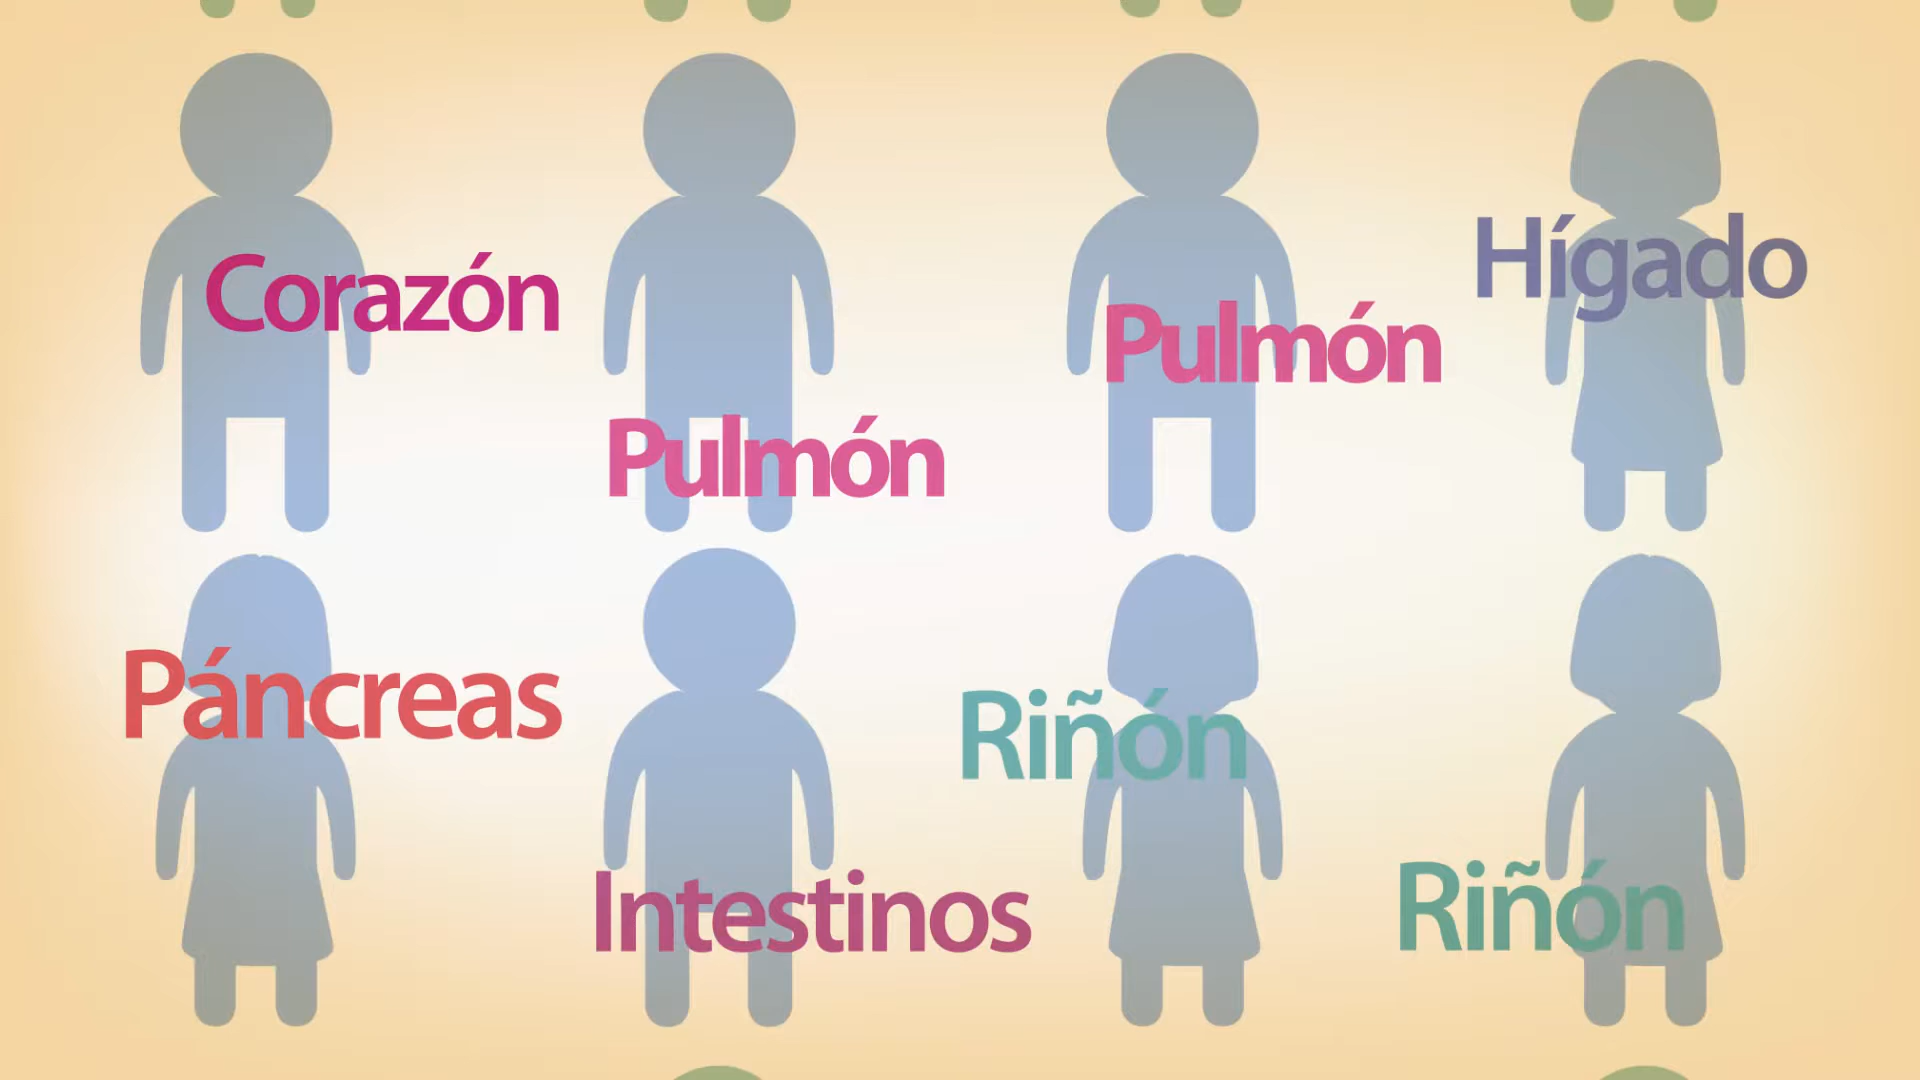 Corazón
Pulmón
Pulmón
Hígado
Páncreas
Intestinos
Riñón
Riñón